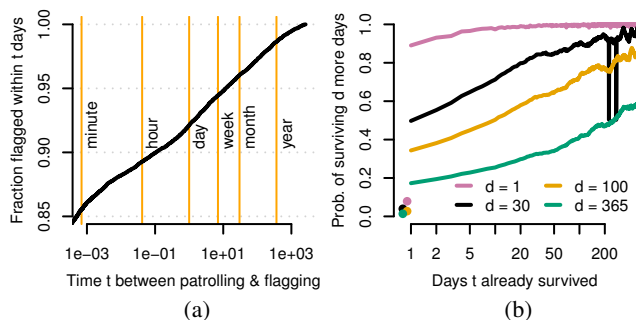 Fraction flagged within t days
0.85 0.90 0.95 1.00
minute
hour
day
week
month
year
1e−03 1e−01 1e+01 1e+03
Time t between patrolling & flagging
(a)
Prob. of surviving d more days
0.0 0.2 0.4 0.6 0.8 1.0
d = 1
d = 30
d = 100
d = 365
1 2 5 10 20 50 200
Days t already survived
(b)